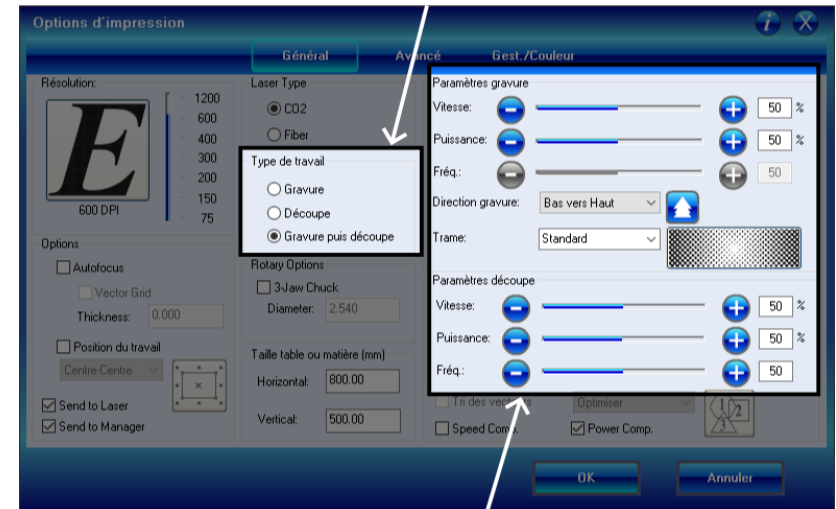 Options d'impression
Général Avancé Gest./Couleur
Résolution:
1200
600
400
300
200
150
75
E
600 DPI
Options
Autofocus
Vector Grid
Thickness: 0.000
Position du travail
Centre-Centre
Send to Laser
Send to Manager
Laser Type
CO2
Fiber
Type de travail
Gravure
Découpe
Gravure puis découpe
Rotary Options
3-Jaw Chuck
Diameter: 2.540
Taille table ou matière (mm)
Horizontal: 800.00
Vertical: 500.00
Paramètres gravure
Vitesse: 50 %
Puissance: 50 %
Fréq.: 50
Direction gravure: Bas vers Haut
Trame: Standard
Paramètres découpe
Vitesse: 50 %
Puissance: 50 %
Fréq.: 50
Tri des vecteurs Optimiser
Speed Comp. Power Comp.
1 2
3
OK Annuler